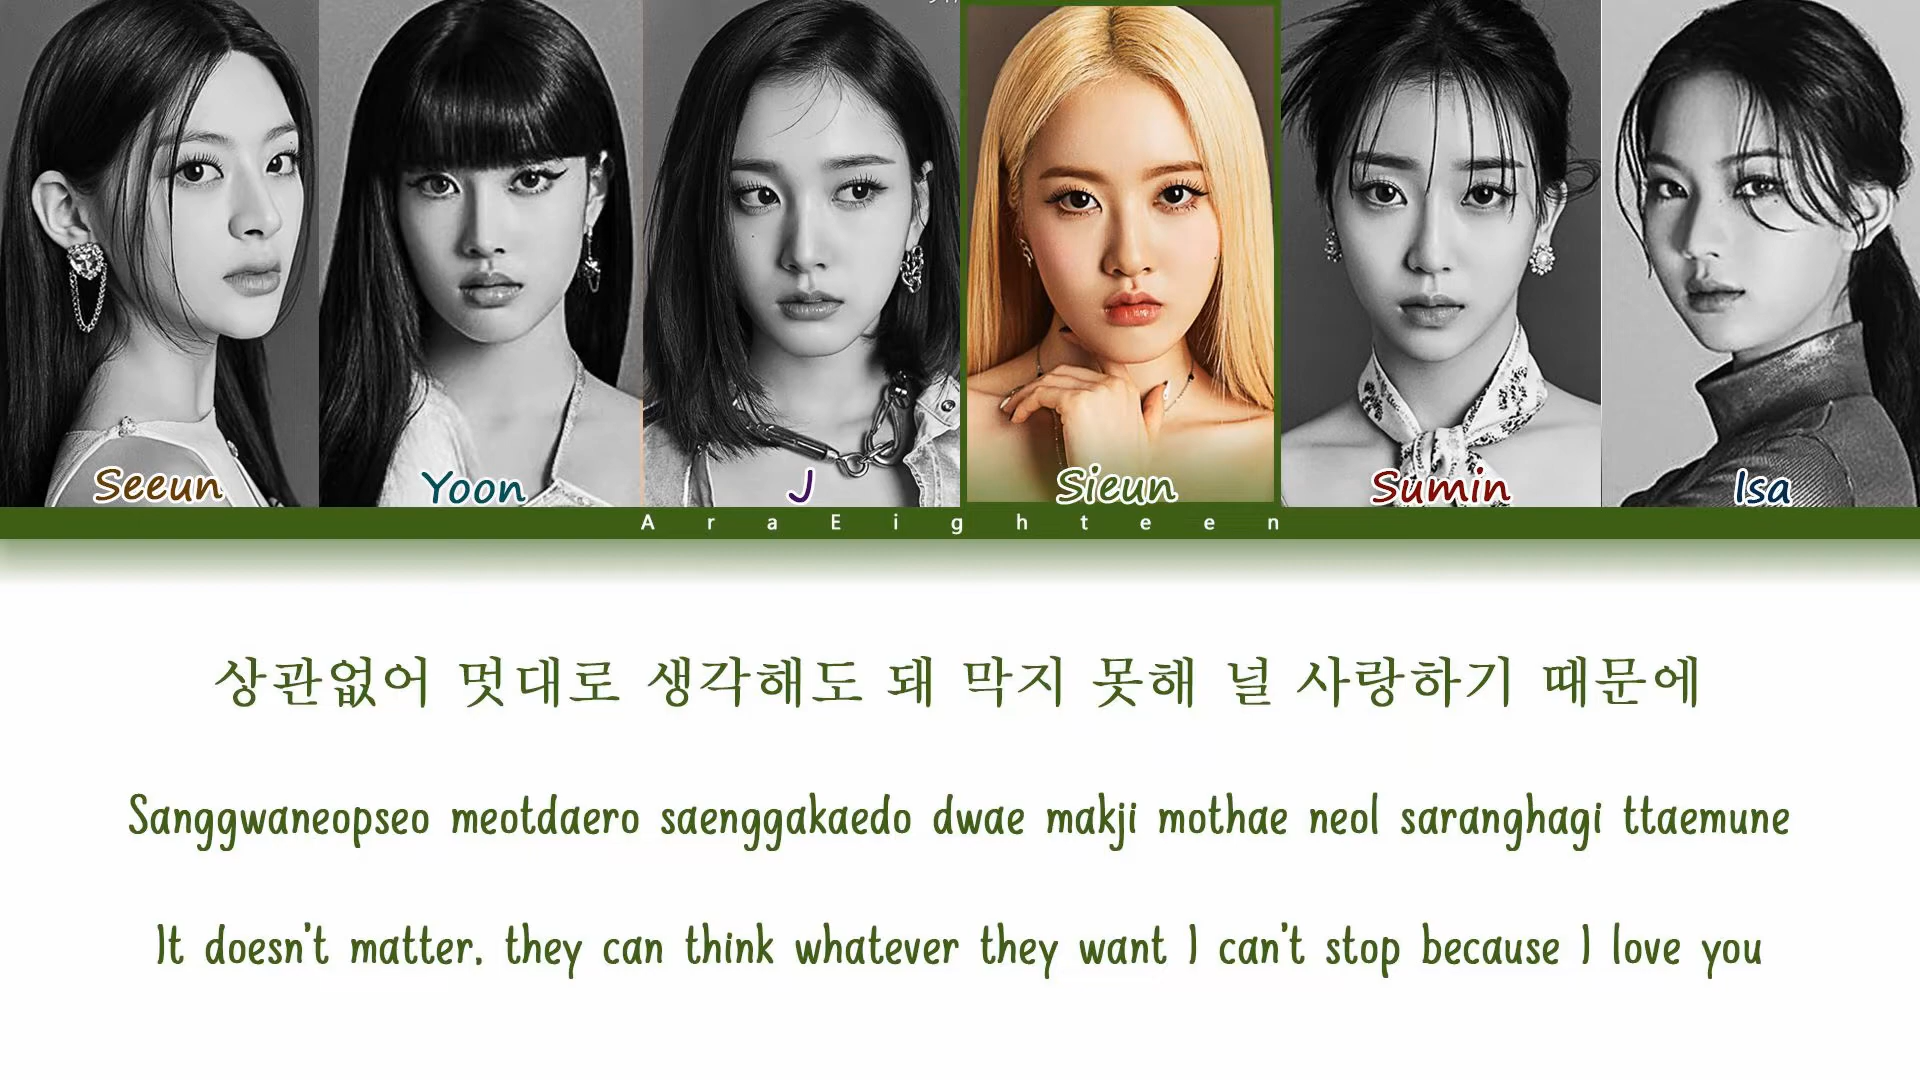 Seeun
Yoon
J
Sieun
Sumin
Isa
AraEighteen
상관없어 멋대로 생각해도 돼 막지 못해 널 사랑하기 때문에
Sanggwaneopseo meotdaero saenggakaedo dwae makji mothae neol saranghagi ttaemune
It doesn't matter, they can think whatever they want I can't stop because I love you